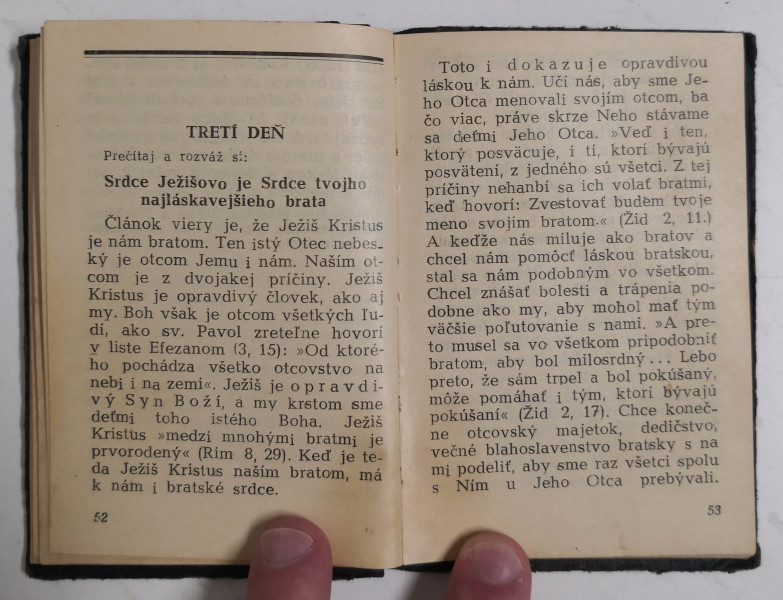 TRETÍ DEŇ
Prečítaj a rozváž si:
Srdce Ježišovo je Srdce tvojho
najláskavejšieho brata
Článok viery je, že Ježiš Kristus
je nám bratom. Ten istý Otec nebes-
ký je otcom Jemu i nám. Naším ot-
com je z dvojakej príčiny. Ježiš
Kristus je opravdivý človek, ako aj
my. Boh však je otcom všetkých ľu-
dí, ako sv. Pavol zreteľne hovorí
v liste Efezanom (3, 15): »Od ktoré-
ho pochádza všetko otcovstvo na
nebi i na zemi«. Ježiš je opravdi-
vý Syn Boží, a my krstom sme
deťmi toho istého Boha. Ježiš
Kristus »medzi mnohými bratmi je
prvorodený« (Rim 8, 29). Keď je te-
da Ježiš Kristus naším bratom, má
k nám i bratské srdce.
52
Toto i dokazuje opravdivou
láskou k nám. Učí nás, aby sme Je-
ho Otca menovali svojím otcom, ba
čo viac, práve skrze Neho stávame
sa deťmi Jeho Otca. »Veď i ten,
ktorý posväcuje, i tí, ktorí bývajú
posvätení, z jedného sú všetci. Z tej
príčiny nehanbí sa ich volať bratmi,
keď hovorí: Zvestovať budem tvoje
meno svojim bratom.« (Žid 2, 11.)
A keďže nás miluje ako bratov a
chcel nám pomôcť láskou bratskou,
stal sa nám podobným vo všetkom.
Chcel znášať bolesti a trápenia po-
dobne ako my, aby mohol mať tým
väčšie poľutovanie s nami. »A pre-
to musel sa vo všetkom pripodobniť
bratom, aby bol milosrdný... Lebo
preto, že sám trpel a bol pokúšaný,
môže pomáhať i tým, ktorí bývajú
pokúšaní« (Žid 2, 17). Chce koneč-
ne otcovský majetok, dedičstvo,
večné blahoslavenstvo bratsky s na
mi podeliť, aby sme raz všetci spolu
s Ním u Jeho Otca prebývali.
53